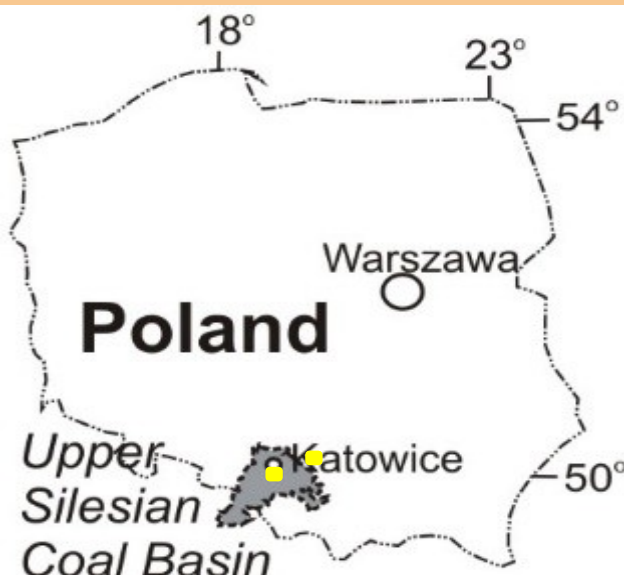 18°
23°
54°
Warszawa
Poland
Katowice
Upper
Silesian
Coal Basin
50°